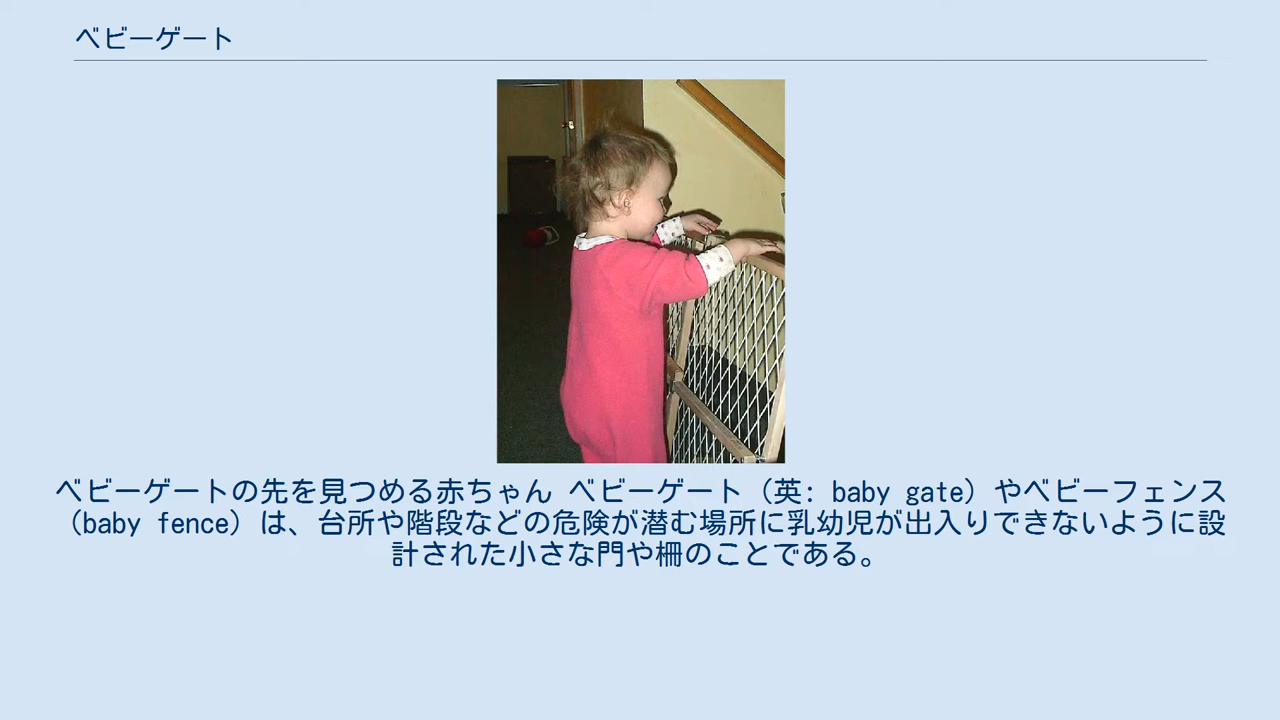 ベビーゲート
ベビーゲートの先を見つめる赤ちゃん ベビーゲート（英: baby gate）やベビーフェンス
（baby fence）は、台所や階段などの危険が潜む場所に乳幼児が出入りできないように設
計された小さな門や柵のことである。